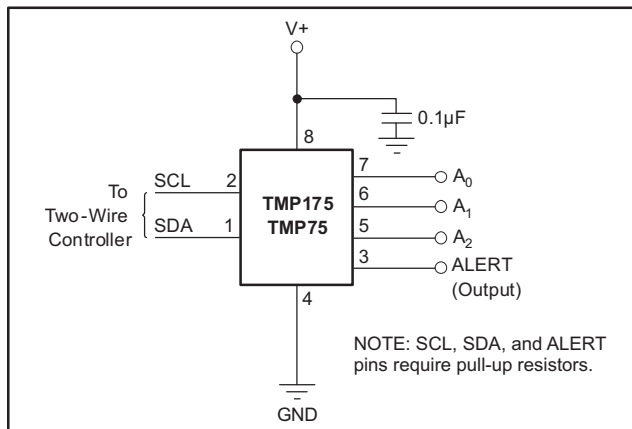 V+
0.1µF
8
SCL
2
7
A0
To
Two-Wire
Controller
TMP175
TMP75
6
A1
SDA
1
5
A2
3
ALERT
(Output)
4
NOTE: SCL, SDA, and ALERT
pins require pull-up resistors.
GND